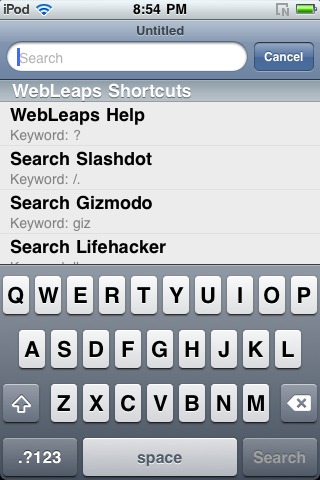 iPod 8:54 PM
Untitled
Search Cancel
WebLeaps Shortcuts
WebLeaps Help
Keyword: ?
Search Slashdot
Keyword: /.
Search Gizmodo
Keyword: giz
Search Lifehacker
Q W E R T Y U I O P
A S D F G H J K L
Z X C V B N M
.?123 space Search